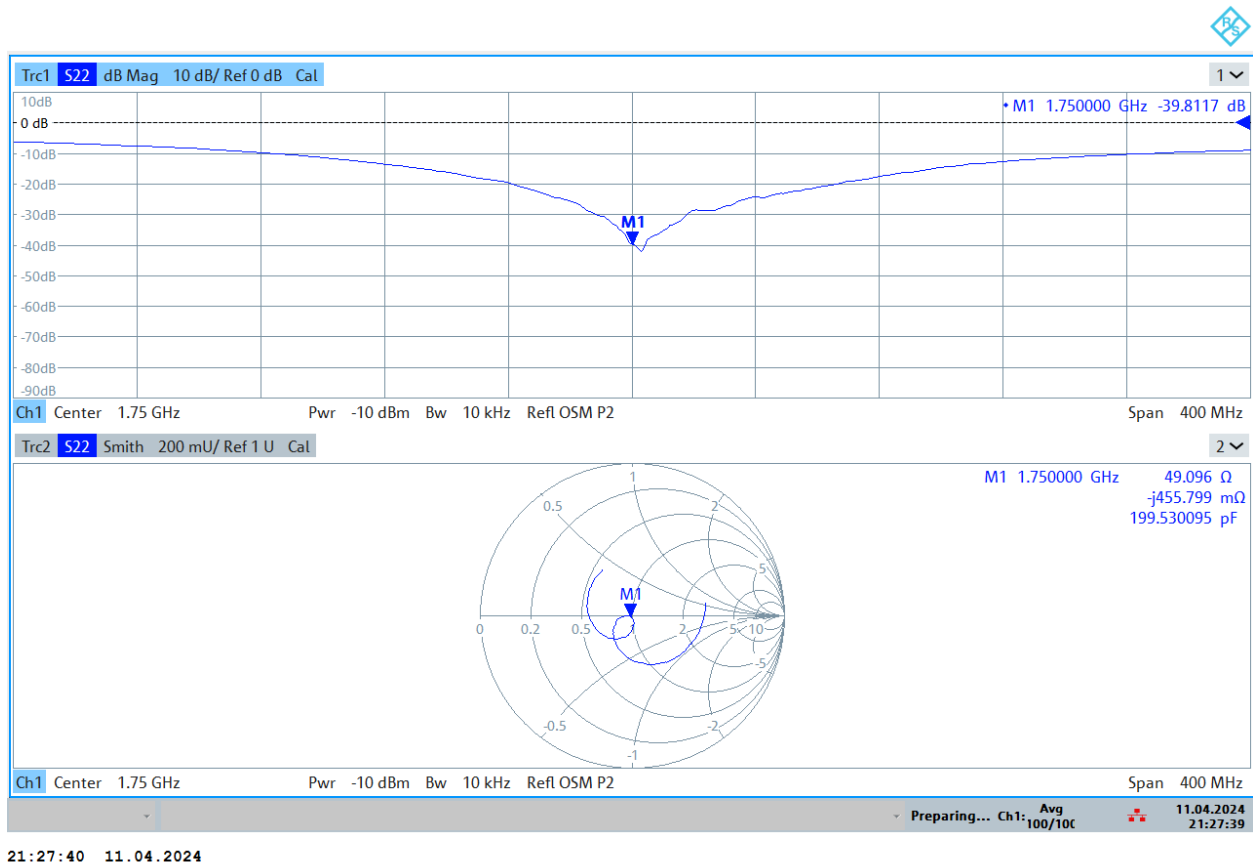 R&S
Trc1 S22 dB Mag 10 dB/ Ref 0 dB Cal 1
10dB
• M1 1.750000 GHz -39.8117 dB
0 dB
-10dB
-20dB
-30dB
M1
-40dB
-50dB
-60dB
-70dB
-80dB
-90dB
Ch1 Center 1.75 GHz Pwr -10 dBm Bw 10 kHz Refl OSM P2 Span 400 MHz
Trc2 S22 Smith 200 mU/ Ref 1 U Cal 2
M1 1.750000 GHz 49.096 Ω
-j455.799 mΩ
199.530095 pF
1
0.5 2
5
M1
0 0.2 0.5 2 5 10
-5
-0.5 -2
-1
Ch1 Center 1.75 GHz Pwr -10 dBm Bw 10 kHz Refl OSM P2 Span 400 MHz
Preparing... Ch1: Avg 11.04.2024
100/100 21:27:39
21:27:40 11.04.2024